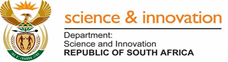 science & innovation
Department:
Science and Innovation
REPUBLIC OF SOUTH AFRICA